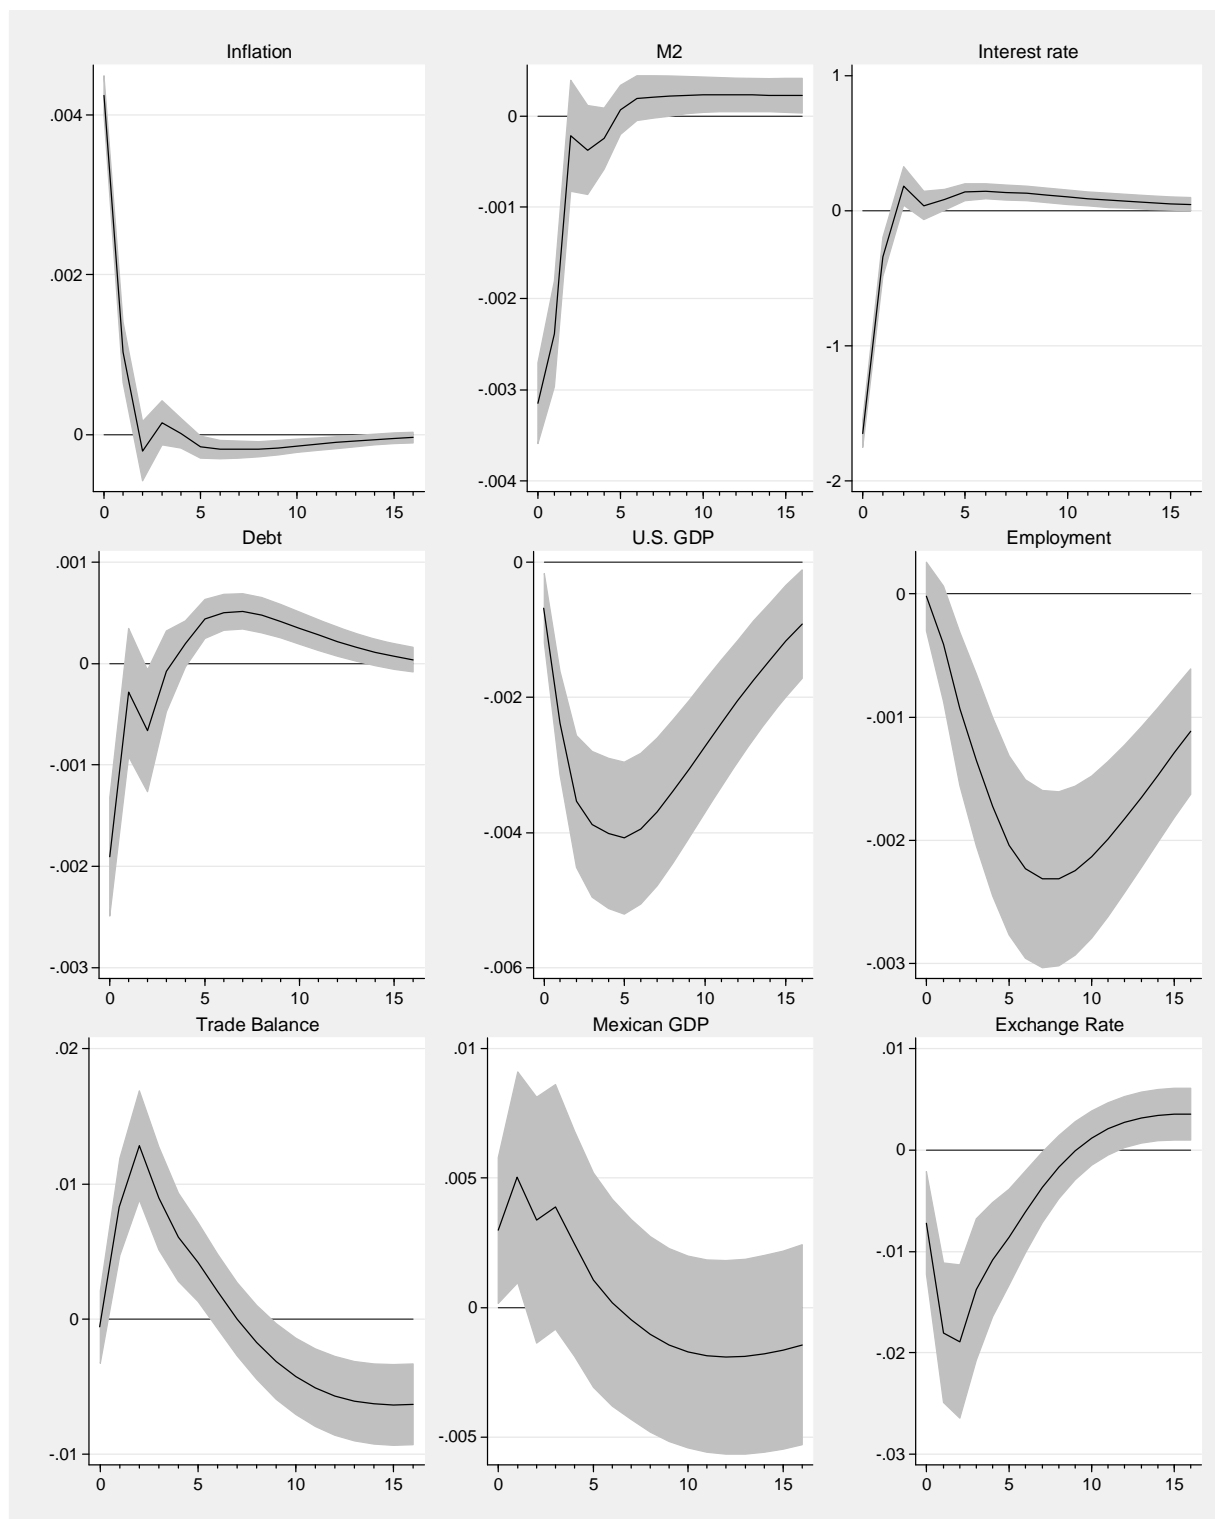 Inflation
.004
.002
0
0 5 10 15
M2
0
-.001
-.002
-.003
-.004
0 5 10 15
Interest rate
1
0
-1
-2
0 5 10 15
Debt
.001
0
-.001
-.002
-.003
0 5 10 15
U.S. GDP
0
-.002
-.004
-.006
0 5 10 15
Employment
0
-.001
-.002
-.003
0 5 10 15
Trade Balance
.02
.01
0
-.01
0 5 10 15
Mexican GDP
.01
.005
0
-.005
0 5 10 15
Exchange Rate
.01
0
-.01
-.02
-.03
0 5 10 15